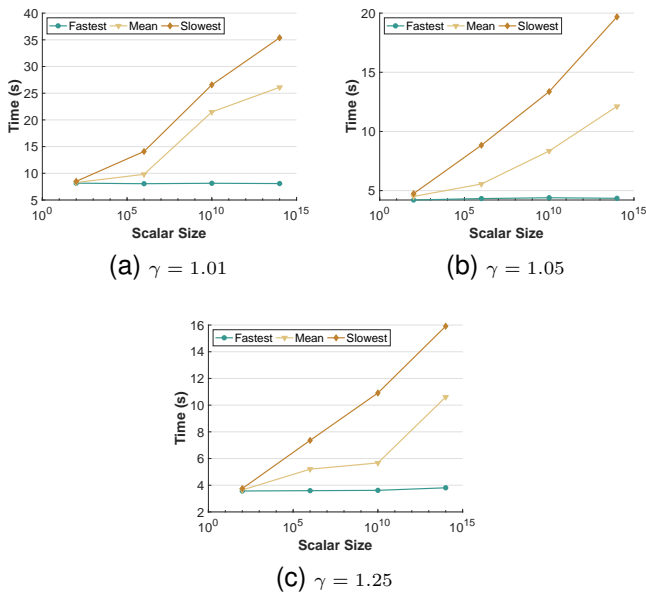 40
35
30
25
20
15
10
5
Time (s)
Fastest Mean Slowest
10^0 10^5 10^10 10^15
Scalar Size
(a) γ = 1.01
20
15
10
5
Time (s)
Fastest Mean Slowest
10^0 10^5 10^10 10^15
Scalar Size
(b) γ = 1.05
16
14
12
10
8
6
4
2
Time (s)
Fastest Mean Slowest
10^0 10^5 10^10 10^15
Scalar Size
(c) γ = 1.25